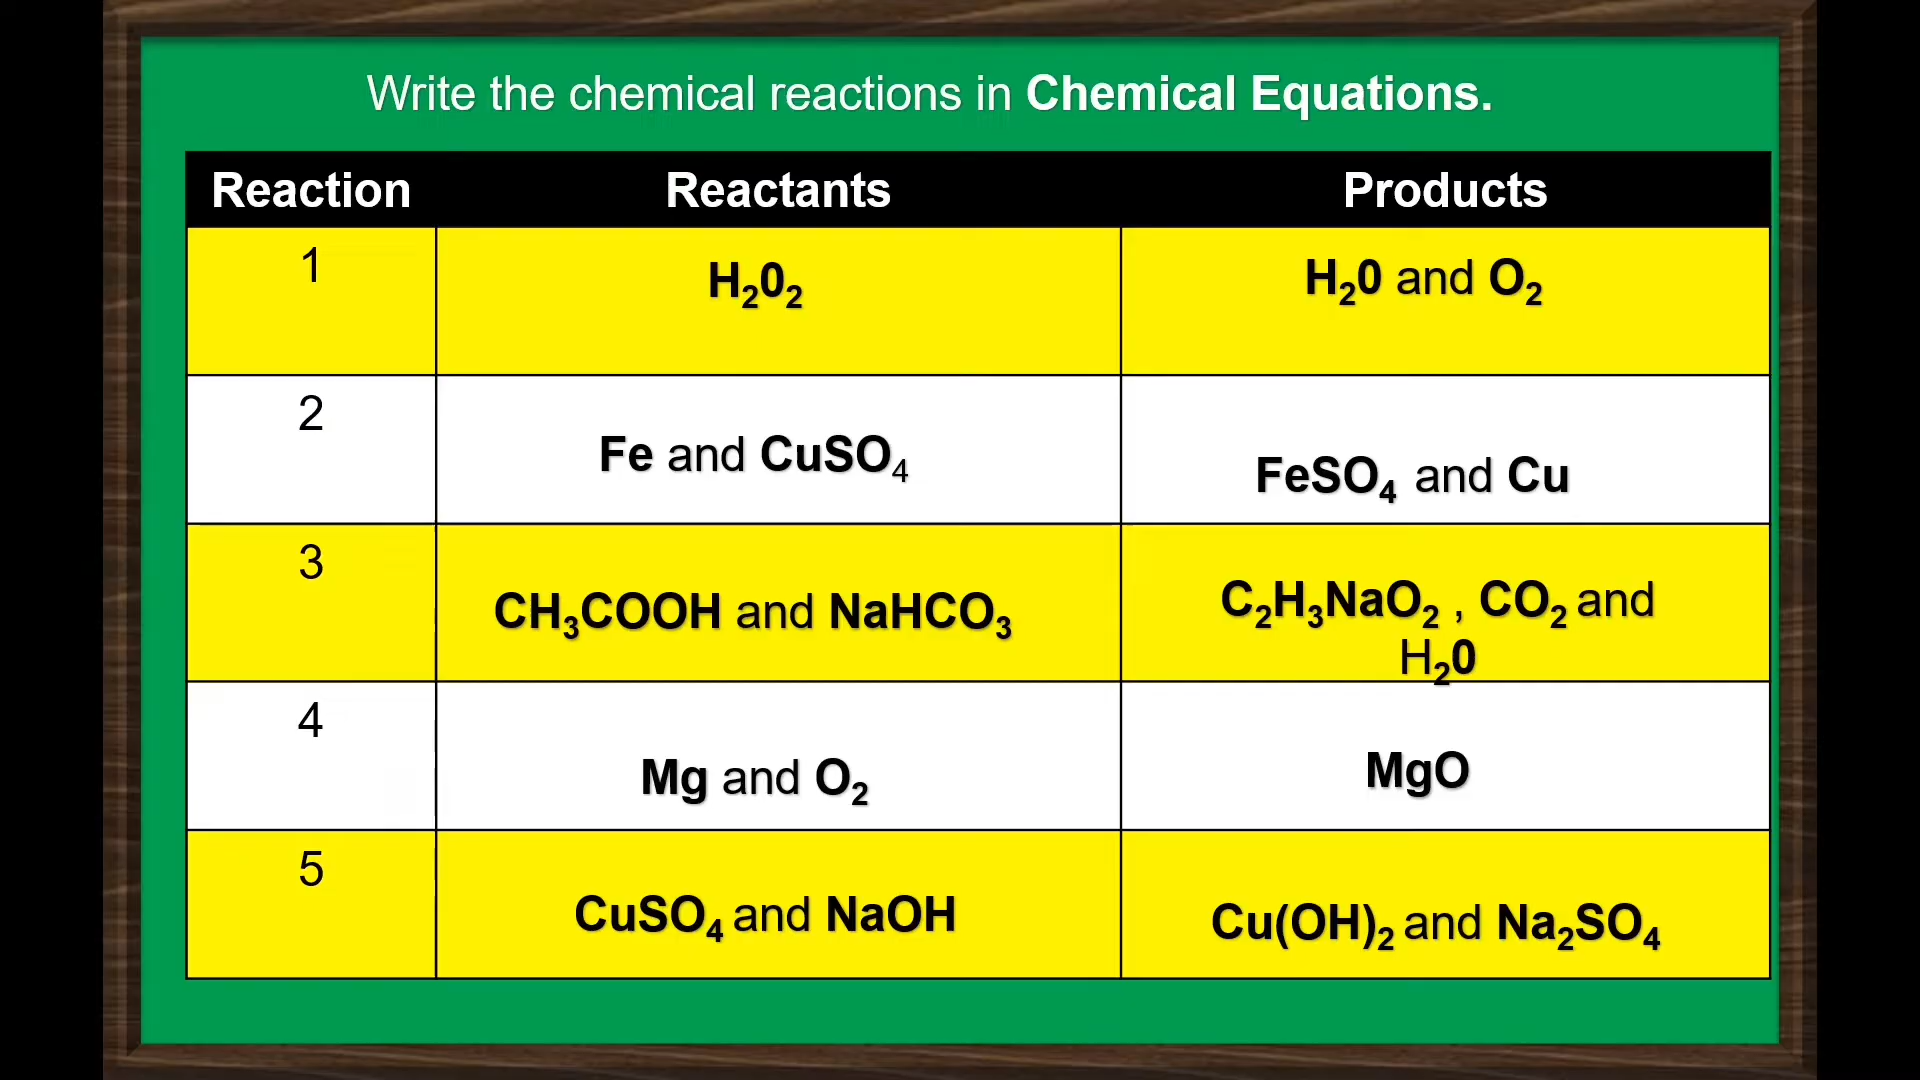 Write the chemical reactions in Chemical Equations.
Reaction Reactants Products
1 H₂0₂ H₂0 and O₂
2 Fe and CuSO₄ FeSO₄ and Cu
3 CH₃COOH and NaHCO₃ C₂H₃NaO₂ , CO₂ and
H₂0
4 Mg and O₂ MgO
5 CuSO₄ and NaOH Cu(OH)₂ and Na₂SO₄